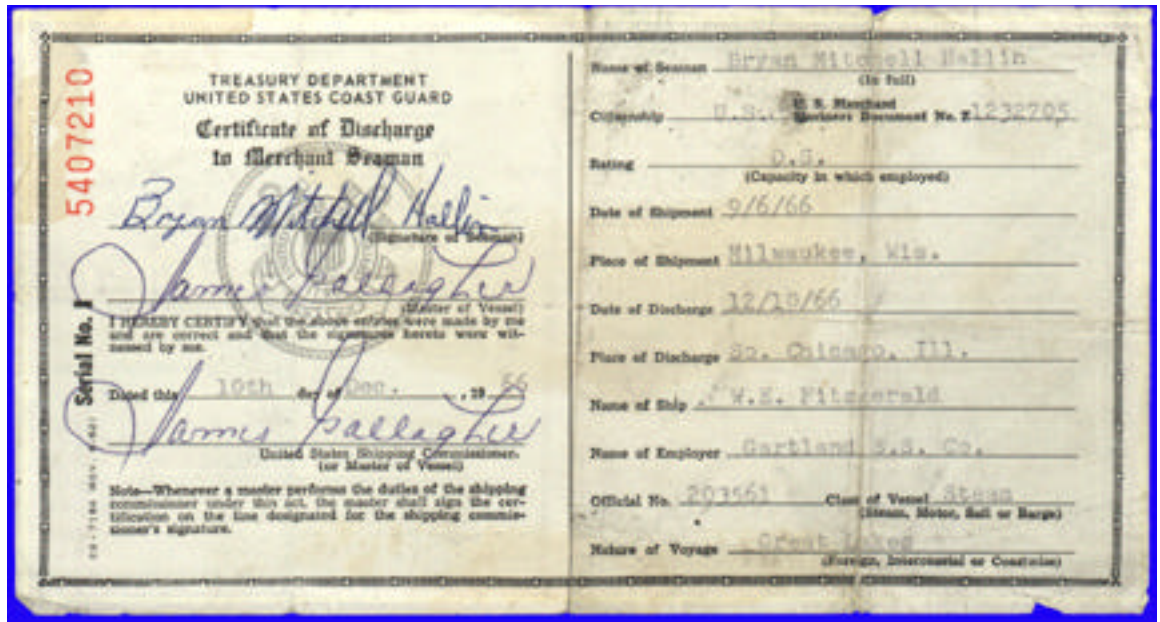 5407210
Serial No. I
TREASURY DEPARTMENT
UNITED STATES COAST GUARD
Certificate of Discharge
to Merchant Seaman
Bryan Mitchell Hallin
(Signature of Seaman)
James Gallagher
(Master of Vessel)
I HEREBY CERTIFY that the above entries were made by me
and are correct and that the signatures hereto were wit-
nessed by me.
Dated this 10th day of Dec. , 19 66
James Gallagher
United States Shipping Commissioner.
(or Master of Vessel)
Note—Whenever a master performs the duties of the shipping
commissioner under this act, the master shall sign the cer-
tification on the line designated for the shipping commis-
sioner's signature.
Name of Seaman Bryan Mitchell Hallin
(In full)
Citizenship U.S. U. S. Merchant
Mariners Document No. Z 1232705
Rating O.S.
(Capacity in which employed)
Date of Shipment 9/6/66
Place of Shipment Milwaukee, Wis.
Date of Discharge 12/10/66
Place of Discharge So. Chicago, Ill.
Name of Ship W.E. Fitzgerald
Name of Employer Gartland S.S. Co.
Official No. 203561 Class of Vessel Steam
(Steam, Motor, Sail or Barge)
Nature of Voyage Great Lakes
(Foreign, Intercoastal or Coastwise)